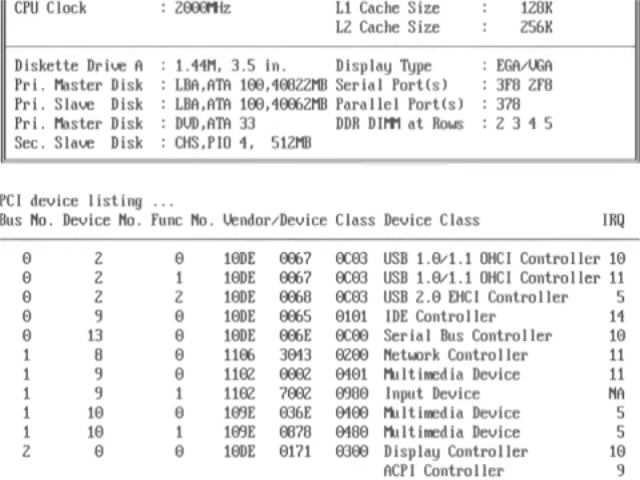 CPU Clock : 2000MHz L1 Cache Size : 128K
L2 Cache Size : 256K
Diskette Drive A : 1.44M, 3.5 in. Display Type : EGA/VGA
Pri. Master Disk : LBA,ATA 100,40822MB Serial Port(s) : 3F8 2F8
Pri. Slave Disk : LBA,ATA 100,40062MB Parallel Port(s) : 378
Pri. Master Disk : DVD,ATA 33 DDR DIMM at Rows : 2 3 4 5
Sec. Slave Disk : CHS,PIO 4, 512MB
PCI device listing ...
Bus No. Device No. Func No. Vendor/Device Class Device Class IRQ
0 2 0 10DE 0067 0C03 USB 1.0/1.1 OHCI Controller 10
0 2 1 10DE 0067 0C03 USB 1.0/1.1 OHCI Controller 11
0 2 2 10DE 0068 0C03 USB 2.0 EHCI Controller 5
0 9 0 10DE 0065 0101 IDE Controller 14
0 13 0 10DE 006E 0C00 Serial Bus Controller 10
1 8 0 1106 3043 0200 Network Controller 11
1 9 0 1102 0002 0401 Multimedia Device 11
1 9 1 1102 7002 0980 Input Device NA
1 10 0 109E 036E 0400 Multimedia Device 5
1 10 1 109E 0878 0480 Multimedia Device 5
2 0 0 10DE 0171 0300 Display Controller 10
ACPI Controller 9